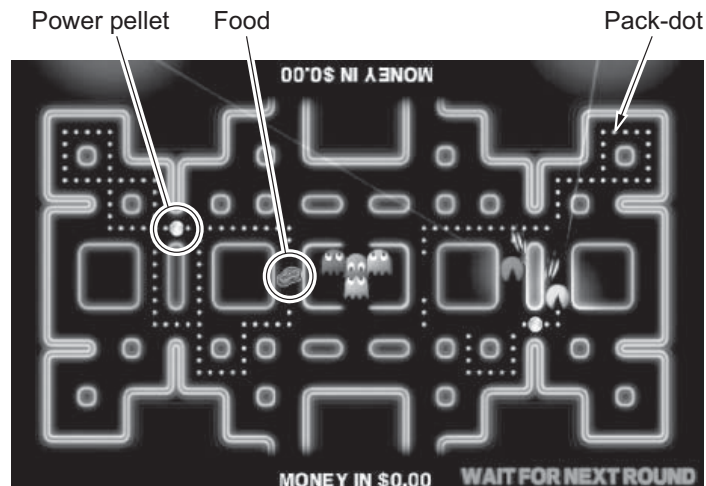 Power pellet Food Pack-dot
MONEY IN $0.00
MONEY IN $0.00 WAIT FOR NEXT ROUND